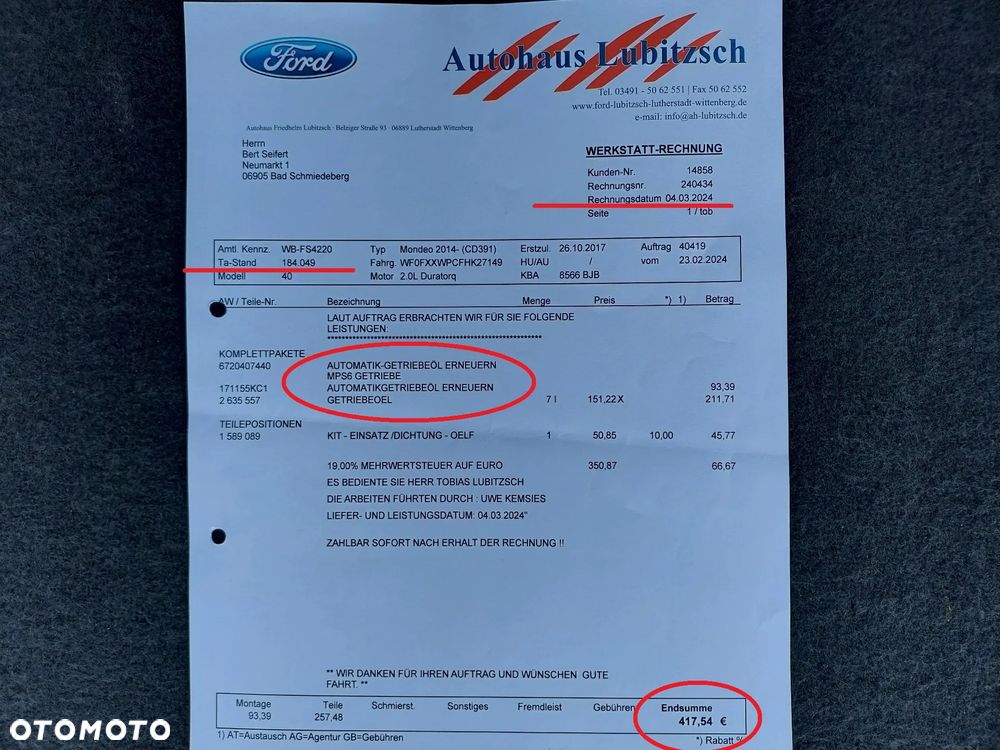 Ford
Autohaus Lubitzsch
Tel. 03491 - 50 62 551 | Fax 50 62 552
www.ford-lubitzsch-lutherstadt-wittenberg.de
e-mail: info@ah-lubitzsch.de
Autohaus Friedhelm Lubitzsch · Belziger Straße 93 · 06889 Lutherstadt Wittenberg
Herrn
Bert Seifert
Neumarkt 1
06905 Bad Schmiedeberg
WERKSTATT-RECHNUNG
Kunden-Nr. 14858
Rechnungsnr. 240434
Rechnungsdatum 04.03.2024
Seite 1 / tob
Amtl. Kennz. WB-FS4220 Typ Mondeo 2014- (CD391) Erstzul. 26.10.2017 Auftrag 40419
Ta-Stand 184.049 Fahrg. WF0FXXWPCFHK27149 HU/AU / vom 23.02.2024
Modell 40 Motor 2.0L Duratorq KBA 8566 BJB
AW / Teile-Nr. Bezeichnung Menge Preis *) 1) Betrag
LAUT AUFTRAG ERBRACHTEN WIR FÜR SIE FOLGENDE
LEISTUNGEN:
************************************************************
KOMPLETTPAKETE
6720407440 AUTOMATIK-GETRIEBEÖL ERNEUERN
MPS6 GETRIEBE
171155KC1 AUTOMATIKGETRIEBEÖL ERNEUERN 93,39
2 635 557 GETRIEBEOEL 7 l 151,22 X 211,71
TEILEPOSITIONEN
1 589 089 KIT - EINSATZ /DICHTUNG - OELF 1 50,85 10,00 45,77
19,00% MEHRWERTSTEUER AUF EURO 350,87 66,67
ES BEDIENTE SIE HERR TOBIAS LUBITZSCH
DIE ARBEITEN FÜHRTEN DURCH : UWE KEMSIES
LIEFER- UND LEISTUNGSDATUM: 04.03.2024"
ZAHLBAR SOFORT NACH ERHALT DER RECHNUNG !!
** WIR DANKEN FÜR IHREN AUFTRAG UND WÜNSCHEN GUTE
FAHRT. **
Montage Teile Schmierst. Sonstiges Fremdleist Gebühren Endsumme
93,39 257,48 417,54 €
1) AT=Austausch AG=Agentur GB=Gebühren *) Rabatt %
OTOMOTO